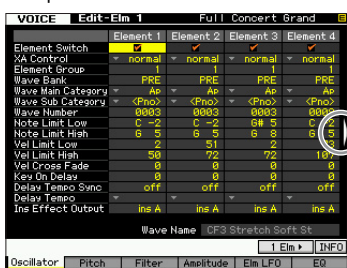 VOICE Edit-Elm 1 Full Concert Grand
Element 1 Element 2 Element 3 Element 4
Element Switch
XA Control normal normal normal normal
Element Group 1 1 1 1
Wave Bank PRE PRE PRE PRE
Wave Main Category Ap Ap Ap Ap
Wave Sub Category <Pno> <Pno> <Pno> <Pno>
Wave Number 0003 0003 0003 0002
Note Limit Low C -2 C -2 G# 5 C -2
Note Limit High G 5 G 5 G 8 G 5
Vel Limit Low 2 51 2
Vel Limit High 50 72 72 107
Vel Cross Fade 0 0 0 0
Key On Delay 0 0 0 0
Delay Tempo Sync off off off off
Delay Tempo
Ins Effect Output ins A ins A ins A ins A
Wave Name CF3 Stretch Soft St
1 Elm INFO
Oscillator Pitch Filter Amplitude Elm LFO EQ